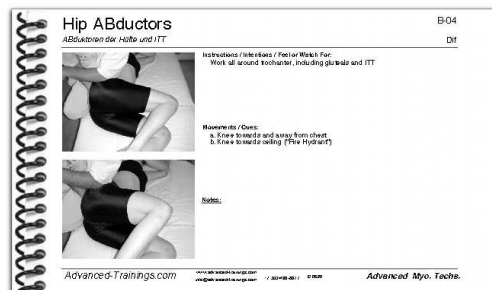 Hip ABductors
B-04
ABduktoren der Hüfte und ITT
Dif
Instructions / Intentions / Feel or Watch For:
Work all around trochanter, including gluteals and ITT
Movements / Cues:
a. Knee towards and away from chest
b. Knee towards ceiling ("Fire Hydrant")
Notes:
Advanced-Trainings.com
Advanced Myo. Techs.